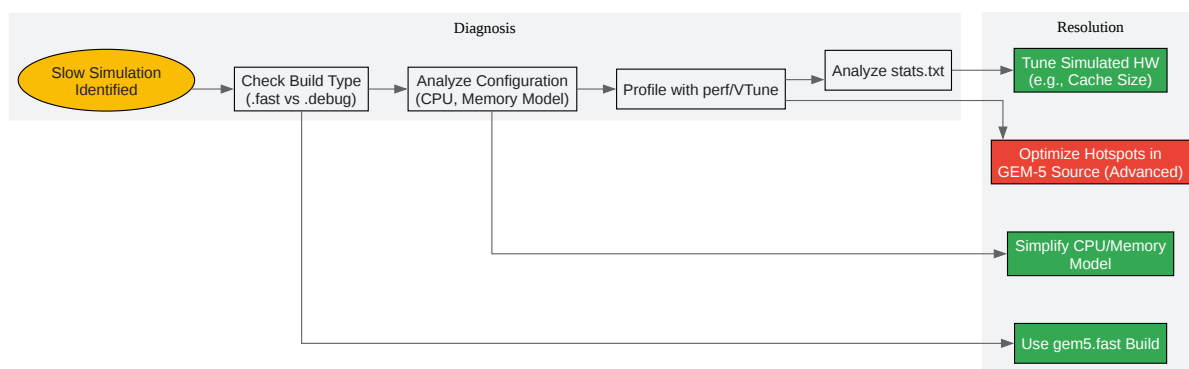 Diagnosis
Resolution
Slow Simulation
Identified
Check Build Type
(.fast vs .debug)
Analyze Configuration
(CPU, Memory Model)
Profile with perf/VTune
Analyze stats.txt
Tune Simulated HW
(e.g., Cache Size)
Optimize Hotspots in
GEM-5 Source (Advanced)
Simplify CPU/Memory
Model
Use gem5.fast Build